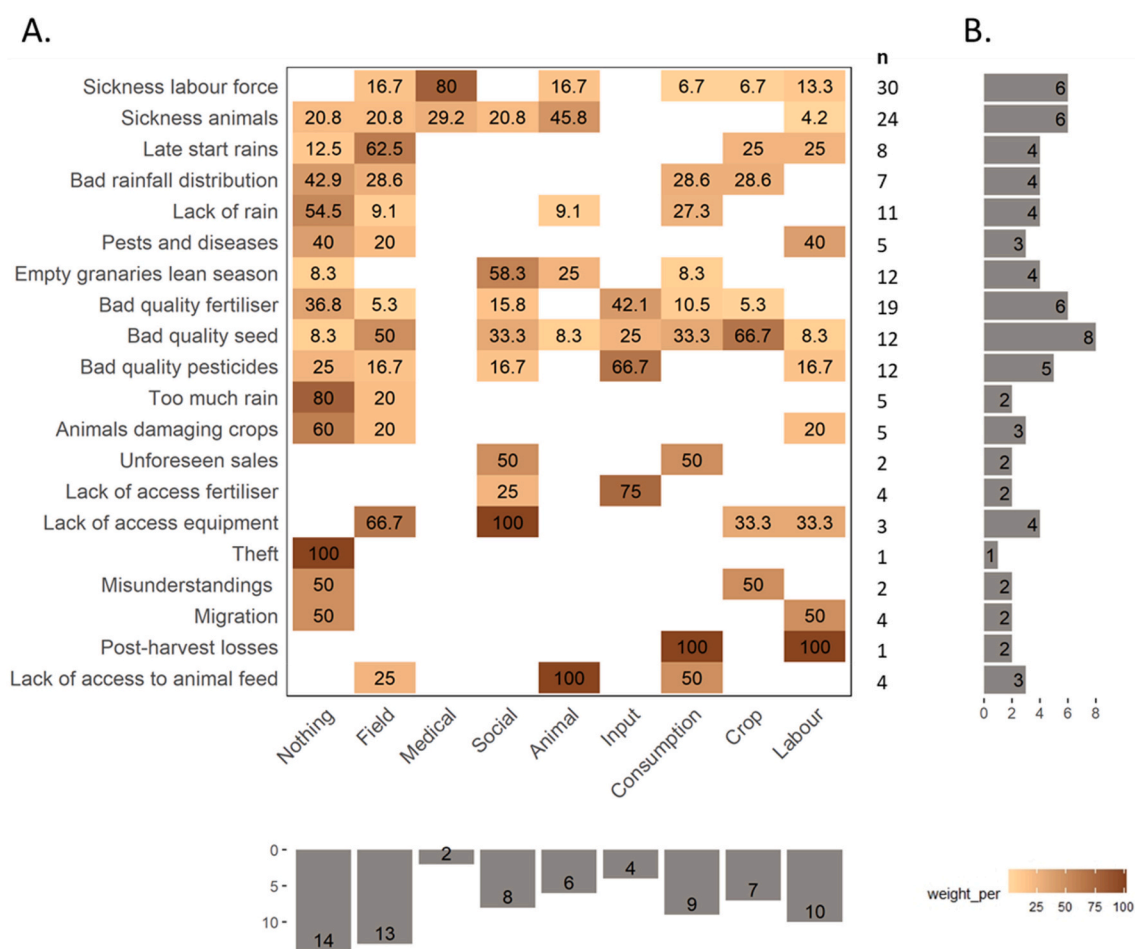 A.
B.
n
Sickness labour force 16.7 80 16.7 6.7 6.7 13.3 30 6
Sickness animals 20.8 20.8 29.2 20.8 45.8 4.2 24 6
Late start rains 12.5 62.5 25 25 8 4
Bad rainfall distribution 42.9 28.6 28.6 28.6 7 4
Lack of rain 54.5 9.1 9.1 27.3 11 4
Pests and diseases 40 20 40 5 3
Empty granaries lean season 8.3 58.3 25 8.3 12 4
Bad quality fertiliser 36.8 5.3 15.8 42.1 10.5 5.3 19 6
Bad quality seed 8.3 50 33.3 8.3 25 33.3 66.7 8.3 12 8
Bad quality pesticides 25 16.7 16.7 66.7 16.7 12 5
Too much rain 80 20 5 2
Animals damaging crops 60 20 20 5 3
Unforeseen sales 50 50 2 2
Lack of access fertiliser 25 75 4 2
Lack of access equipment 66.7 100 33.3 33.3 3 4
Theft 100 1 1
Misunderstandings 50 50 2 2
Migration 50 50 4 2
Post-harvest losses 100 100 1 2
Lack of access to animal feed 25 100 50 4 3
0 2 4 6 8
Nothing Field Medical Social Animal Input Consumption Crop Labour
0
5
10
14 13 2 8 6 4 9 7 10
weight_per
25 50 75 100